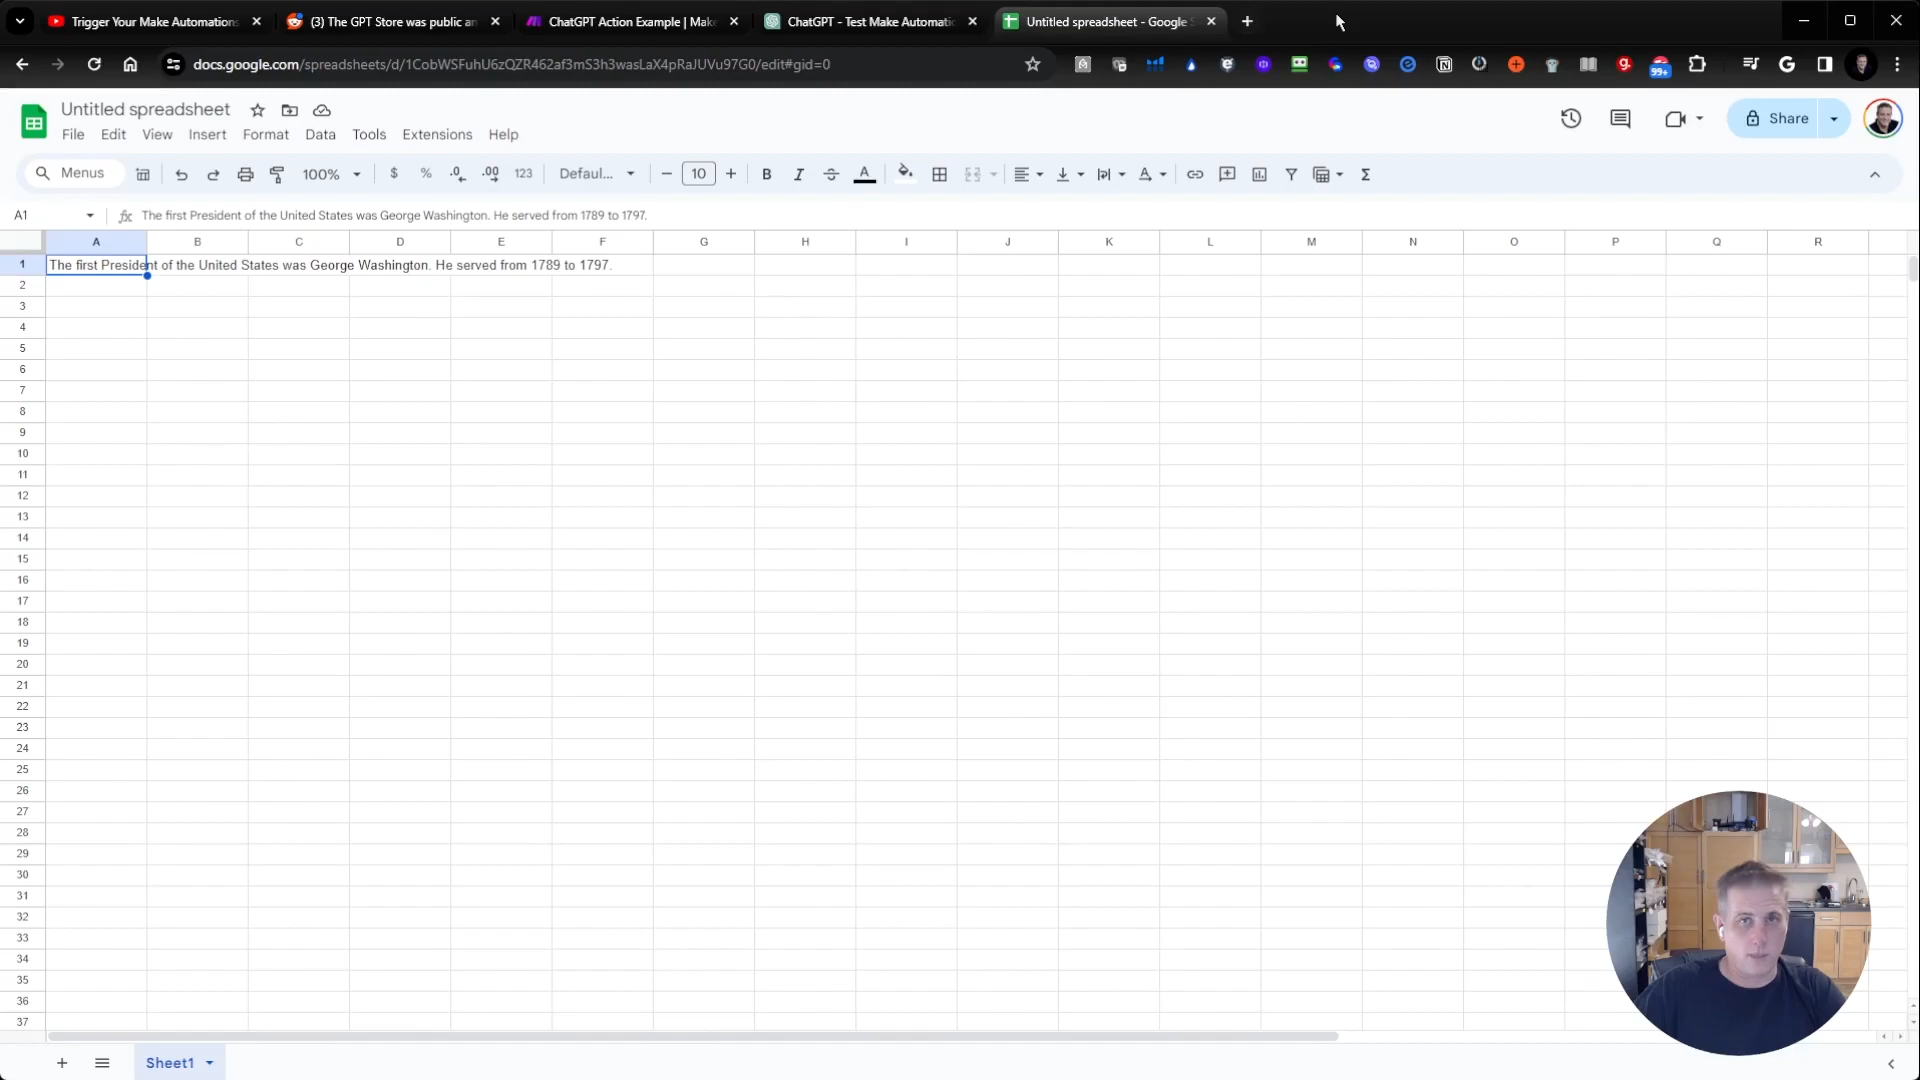 Trigger Your Make Automations
(3) The GPT Store was public an
ChatGPT Action Example | Make
ChatGPT - Test Make Automatic
Untitled spreadsheet - Google S
docs.google.com/spreadsheets/d/1CobWSFuhU6zQZR462af3mS3h3wasLaX4pRaJUVu97G0/edit#gid=0
99+
Untitled spreadsheet
File Edit View Insert Format Data Tools Extensions Help
Share
Menus 100% $ % .0 .00 123 Defaul... 10 B I A
A1 fx The first President of the United States was George Washington. He served from 1789 to 1797.
A B C D E F G H I J K L M N O P Q R
1 The first President of the United States was George Washington. He served from 1789 to 1797.
2
3
4
5
6
7
8
9
10
11
12
13
14
15
16
17
18
19
20
21
22
23
24
25
26
27
28
29
30
31
32
33
34
35
36
37
Sheet1